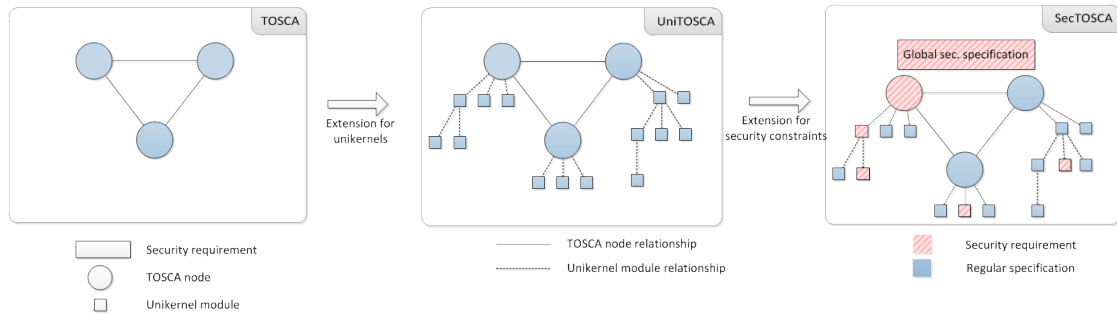 TOSCA
UniTOSCA
SecTOSCA
Global sec. specification
Extension for
unikernels
Extension for
security constraints
Security requirement
TOSCA node
Unikernel module
TOSCA node relationship
Unikernel module relationship
Security requirement
Regular specification